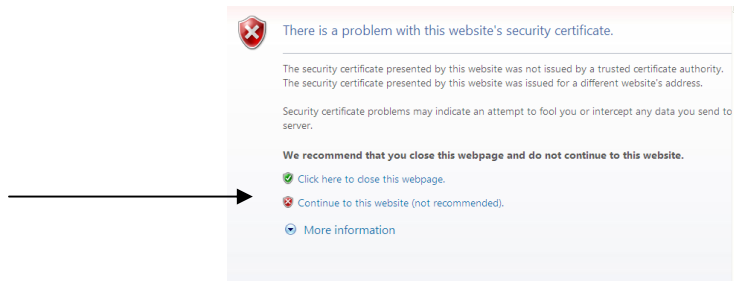 There is a problem with this website's security certificate.
The security certificate presented by this website was not issued by a trusted certificate authority.
The security certificate presented by this website was issued for a different website's address.
Security certificate problems may indicate an attempt to fool you or intercept any data you send to
server.
We recommend that you close this webpage and do not continue to this website.
Click here to close this webpage.
Continue to this website (not recommended).
More information